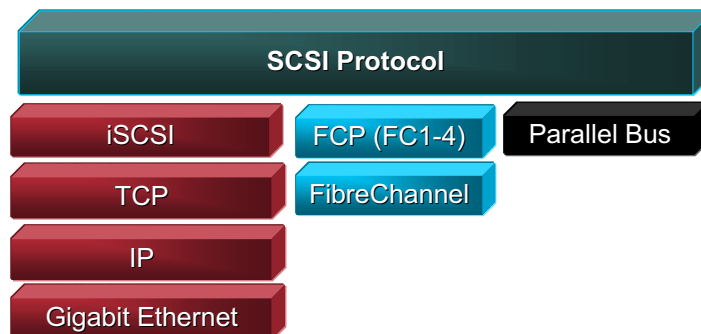 SCSI Protocol
iSCSI
FCP (FC1-4)
Parallel Bus
TCP
FibreChannel
IP
Gigabit Ethernet